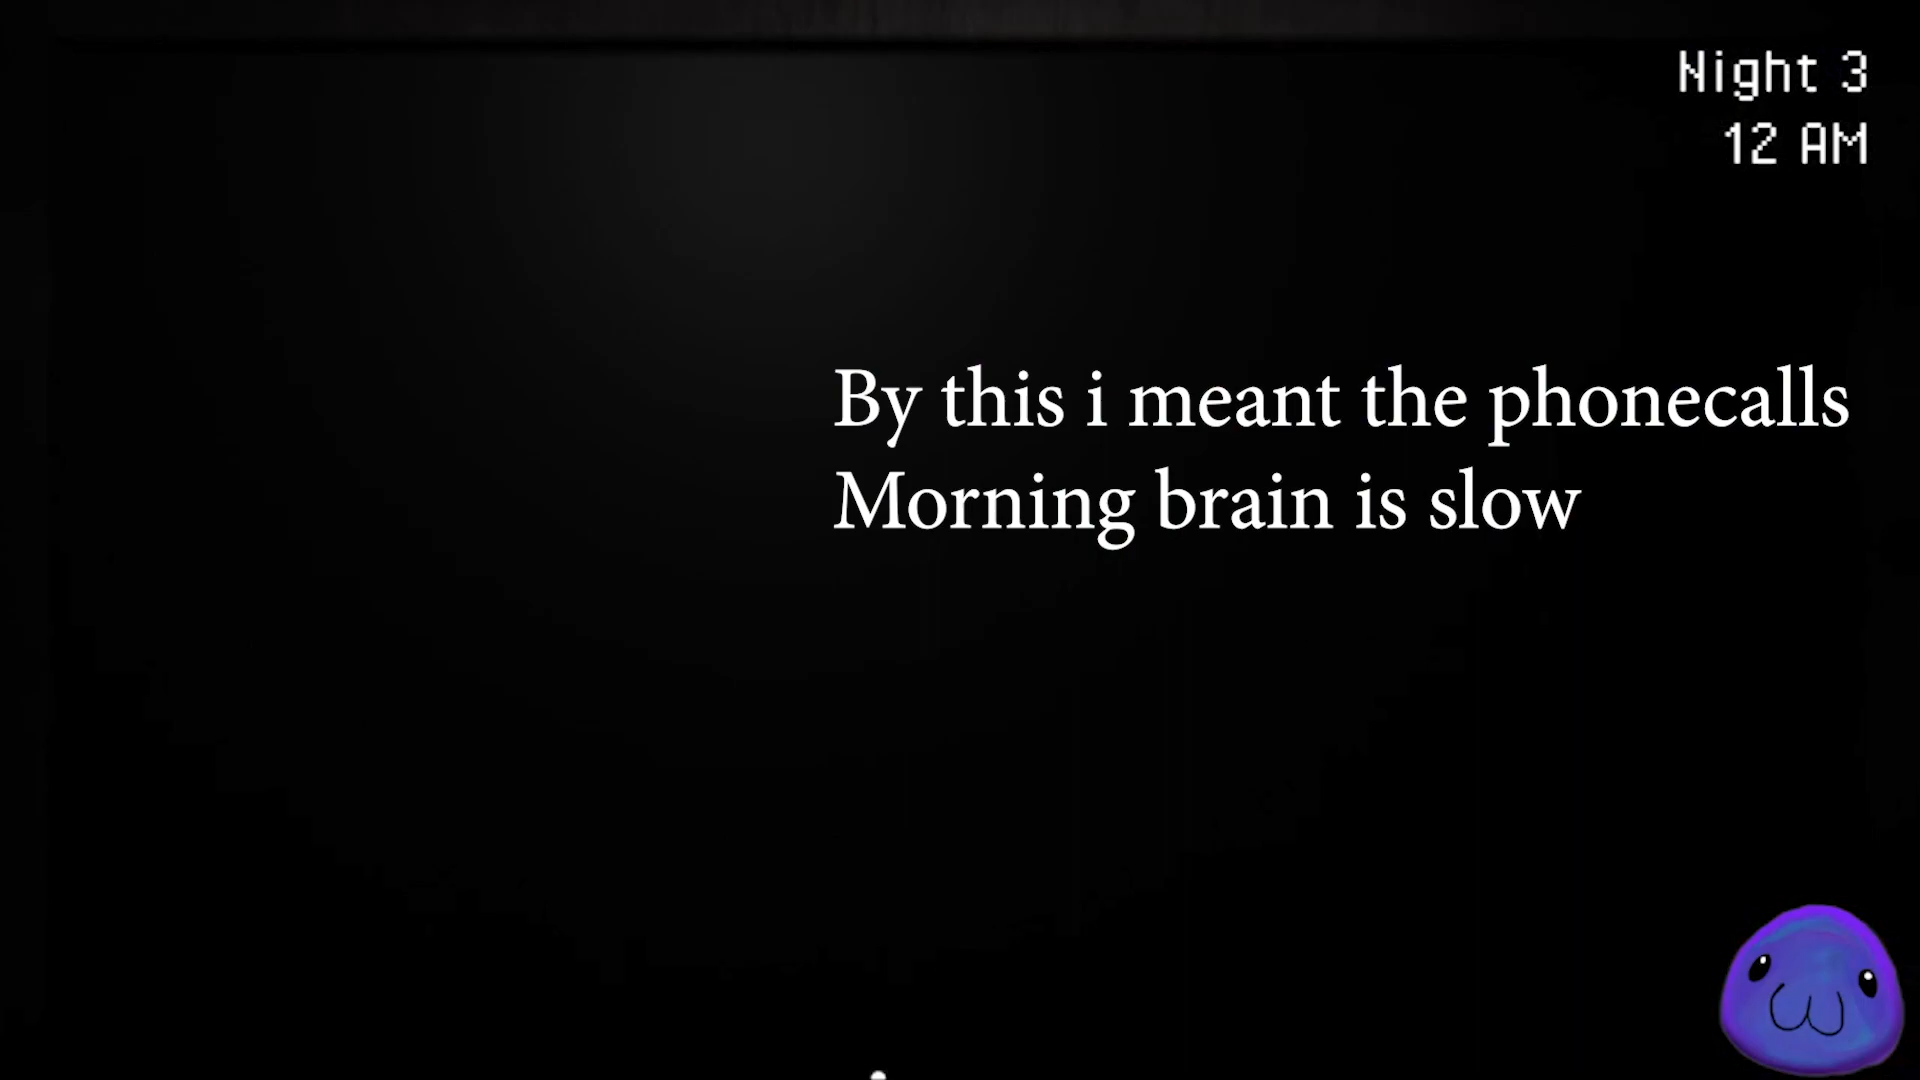 Night 3
12 AM
By this i meant the phonecalls
Morning brain is slow